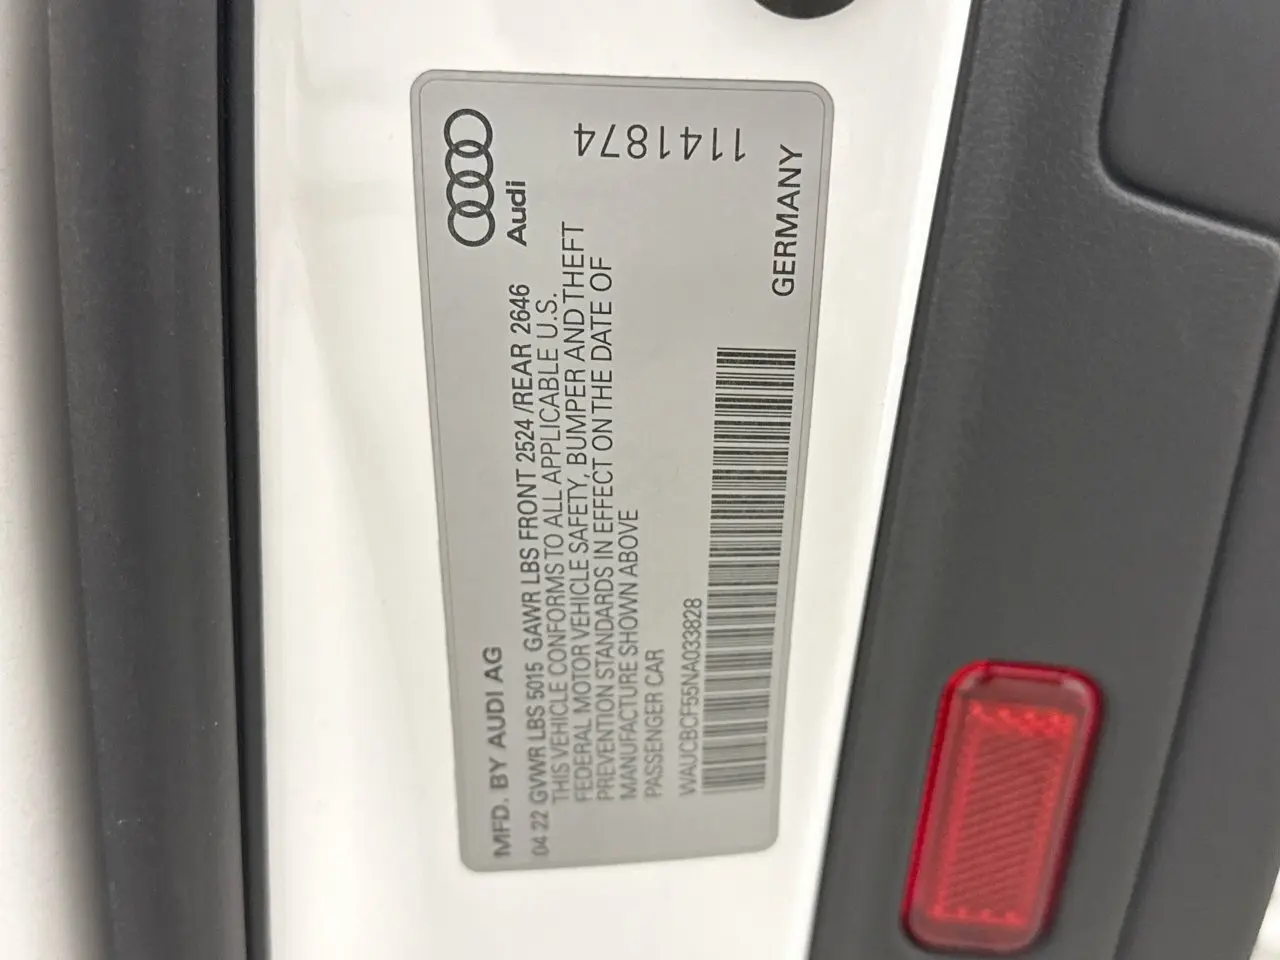 Audi
MFD. BY AUDI AG
04 22 GVWR LBS 5015 GAWR LBS FRONT 2524 /REAR 2646
THIS VEHICLE CONFORMS TO ALL APPLICABLE U.S.
FEDERAL MOTOR VEHICLE SAFETY, BUMPER AND THEFT
PREVENTION STANDARDS IN EFFECT ON THE DATE OF
MANUFACTURE SHOWN ABOVE
PASSENGER CAR
WAUCBCF55NA033828
1141874
GERMANY